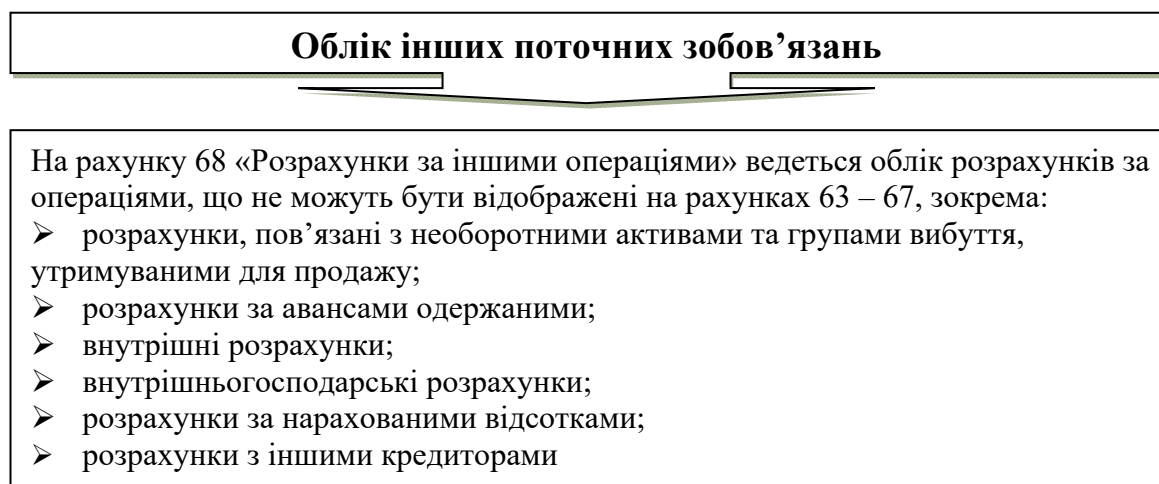 Облік інших поточних зобов’язань
На рахунку 68 «Розрахунки за іншими операціями» ведеться облік розрахунків за
операціями, що не можуть бути відображені на рахунках 63 – 67, зокрема:
➢ розрахунки, пов’язані з необоротними активами та групами вибуття,
утримуваними для продажу;
➢ розрахунки за авансами одержаними;
➢ внутрішні розрахунки;
➢ внутрішньогосподарські розрахунки;
➢ розрахунки за нарахованими відсотками;
➢ розрахунки з іншими кредиторами